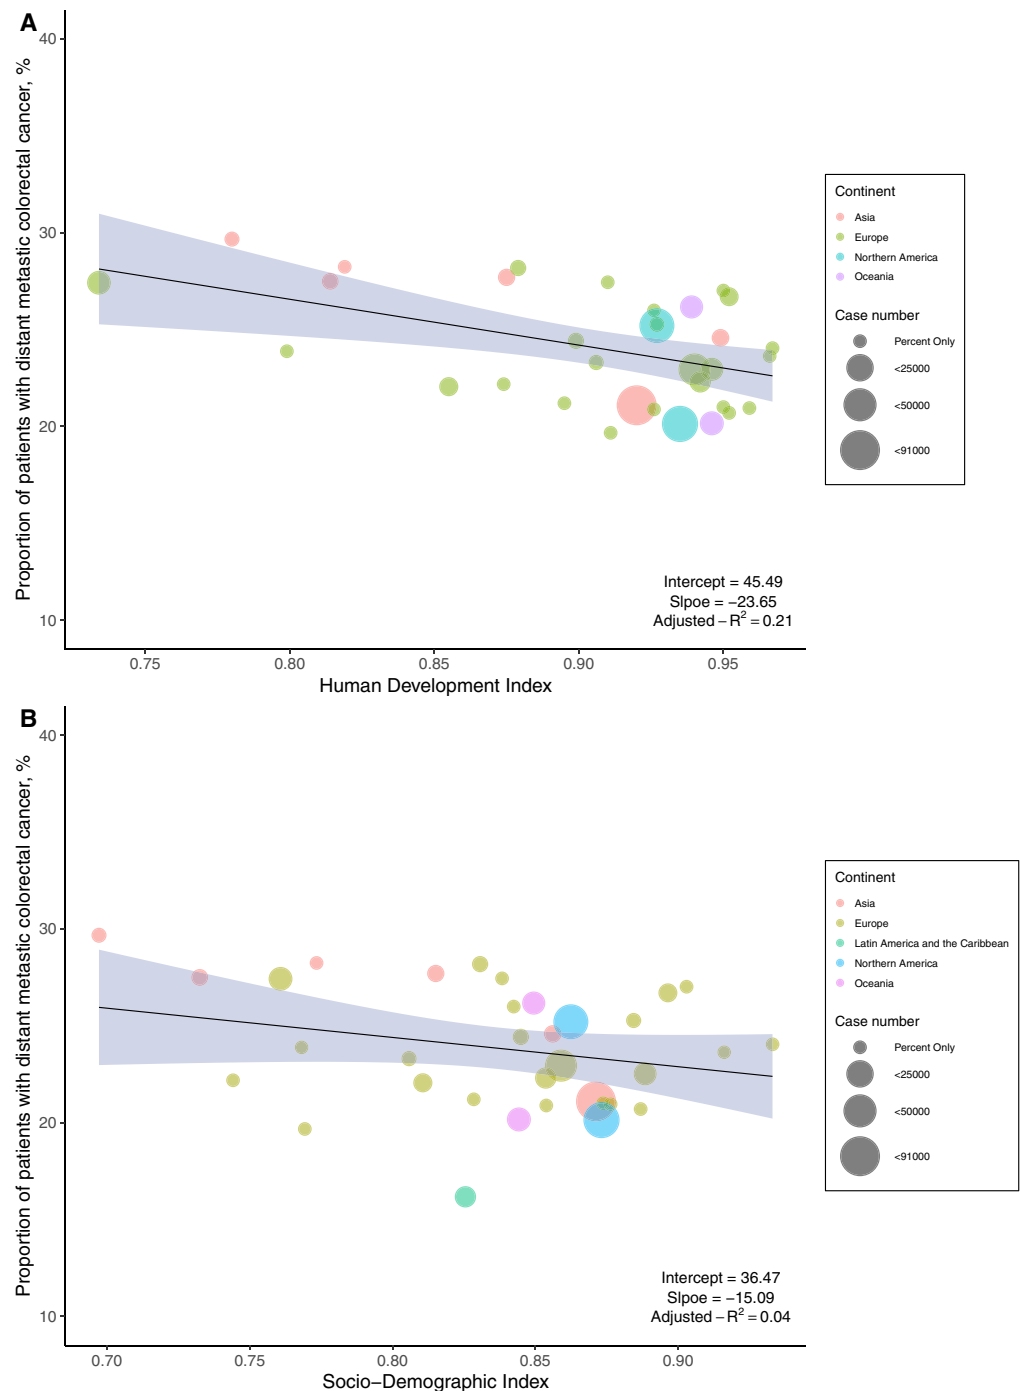 A
Proportion of patients with distant metastic colorectal cancer, %
40
30
20
10
0.75
0.80
0.85
0.90
0.95
Human Development Index
Intercept = 45.49
Slpoe = −23.65
Adjusted − R² = 0.21
Continent
Asia
Europe
Northern America
Oceania
Case number
Percent Only
<25000
<50000
<91000
B
Proportion of patients with distant metastic colorectal cancer, %
40
30
20
10
0.70
0.75
0.80
0.85
0.90
Socio−Demographic Index
Intercept = 36.47
Slpoe = −15.09
Adjusted − R² = 0.04
Continent
Asia
Europe
Latin America and the Caribbean
Northern America
Oceania
Case number
Percent Only
<25000
<50000
<91000